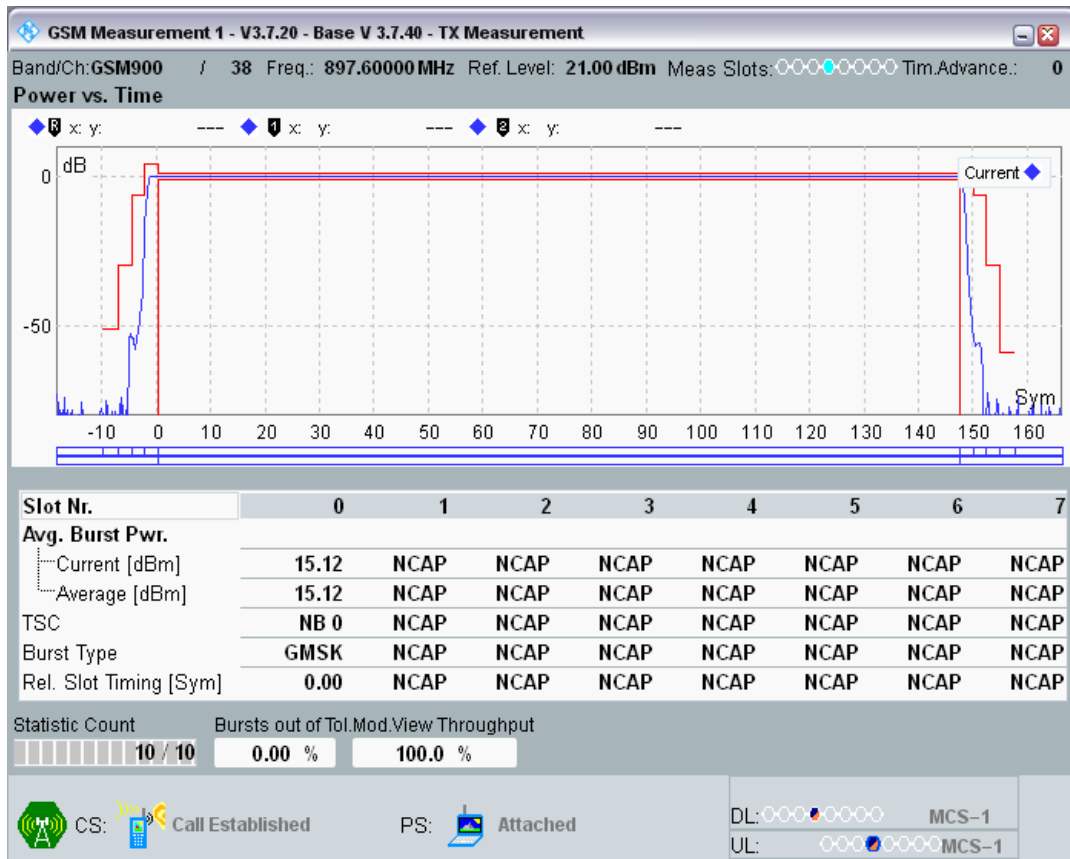 GSM Measurement 1 - V3.7.20 - Base V 3.7.40 - TX Measurement
Band/Ch:GSM900 / 38 Freq.: 897.60000 MHz Ref. Level: 21.00 dBm Meas Slots: Tim.Advance.: 0
Power vs. Time
R x: y: --- 1 x: y: --- 2 x: y: ---
dB
Current
0
-50
Sym
-10 0 10 20 30 40 50 60 70 80 90 100 110 120 130 140 150 160
Slot Nr. 0 1 2 3 4 5 6 7
Avg. Burst Pwr.
Current [dBm] 15.12 NCAP NCAP NCAP NCAP NCAP NCAP NCAP
Average [dBm] 15.12 NCAP NCAP NCAP NCAP NCAP NCAP NCAP
TSC NB 0 NCAP NCAP NCAP NCAP NCAP NCAP NCAP
Burst Type GMSK NCAP NCAP NCAP NCAP NCAP NCAP NCAP
Rel. Slot Timing [Sym] 0.00 NCAP NCAP NCAP NCAP NCAP NCAP NCAP
Statistic Count Bursts out of Tol. Mod.View Throughput
10 / 10 0.00 % 100.0 %
CS: Call Established PS: Attached
DL: MCS-1
UL: MCS-1